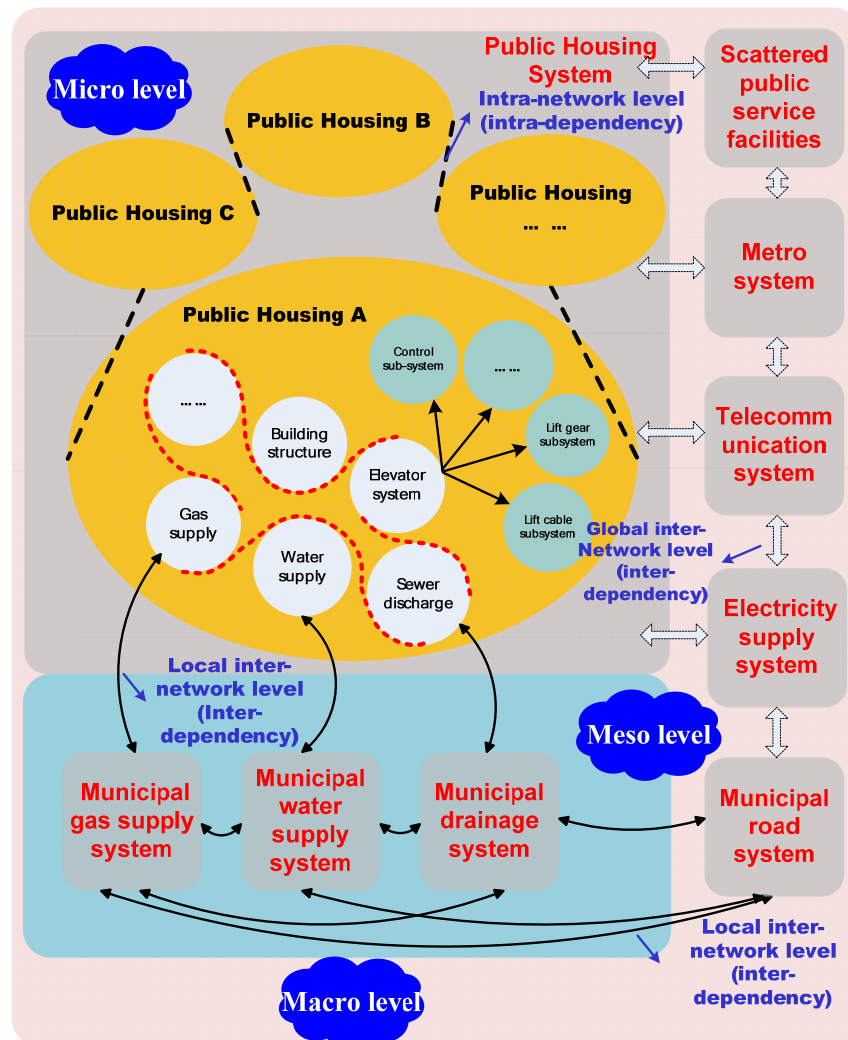 Micro level
Public Housing B
Public Housing
System
Intra-network level
(intra-dependency)
Scattered
public
service
facilities
Public Housing C
Public Housing
... ...
Metro
system
Public Housing A
Control
sub-system
... ...
... ...
Building
structure
Lift gear
subsystem
Elevator
system
Telecomm
unication
system
Gas
supply
Water
supply
Lift cable
subsystem
Sewer
discharge
Global inter-
Network level
(inter-
dependency)
Electricity
supply
system
Local inter-
network level
(Inter-
dependency)
Meso level
Municipal
gas supply
system
Municipal
water
supply
system
Municipal
drainage
system
Municipal
road
system
Local inter-
network level
(inter-
dependency)
Macro level